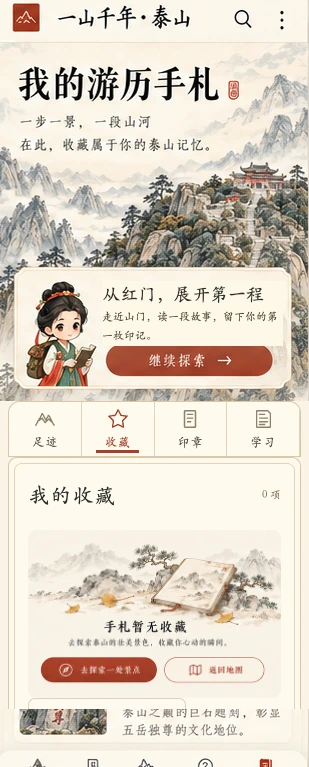 一山千年·泰山
我的游历手札
一步一景，一段山河
在此，收藏属于你的泰山记忆。
从红门，展开第一程
走近山门，读一段故事，留下你的第
一枚印记。
继续探索 →
足迹
收藏
印章
学习
我的收藏
0 项
手札暂无收藏
去探索泰山的壮美景色，收藏你心动的瞬间。
去探索一处景点
返回地图
尊
泰山之巅的巨石题刻，彰显
五岳独尊的文化地位。